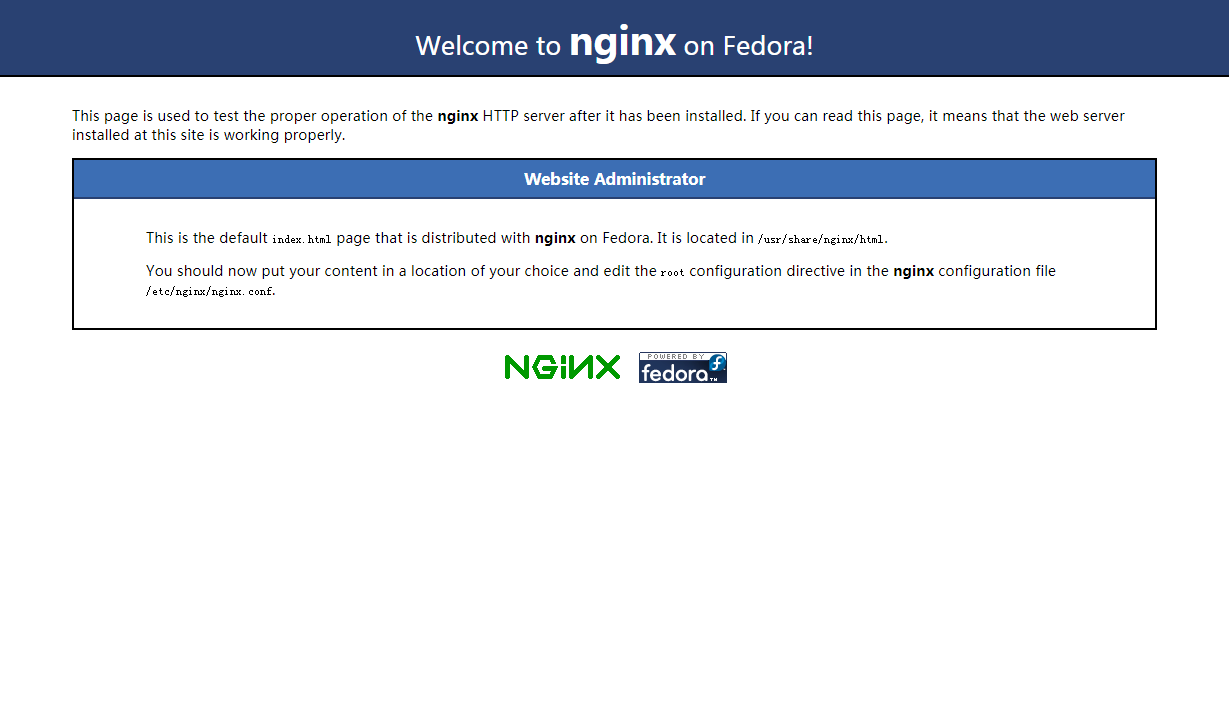 Welcome to nginx on Fedora!
This page is used to test the proper operation of the nginx HTTP server after it has been installed. If you can read this page, it means that the web server
installed at this site is working properly.
Website Administrator
This is the default index.html page that is distributed with nginx on Fedora. It is located in /usr/share/nginx/html.
You should now put your content in a location of your choice and edit the root configuration directive in the nginx configuration file
/etc/nginx/nginx.conf.
NGiNX
POWERED BY
fedora™